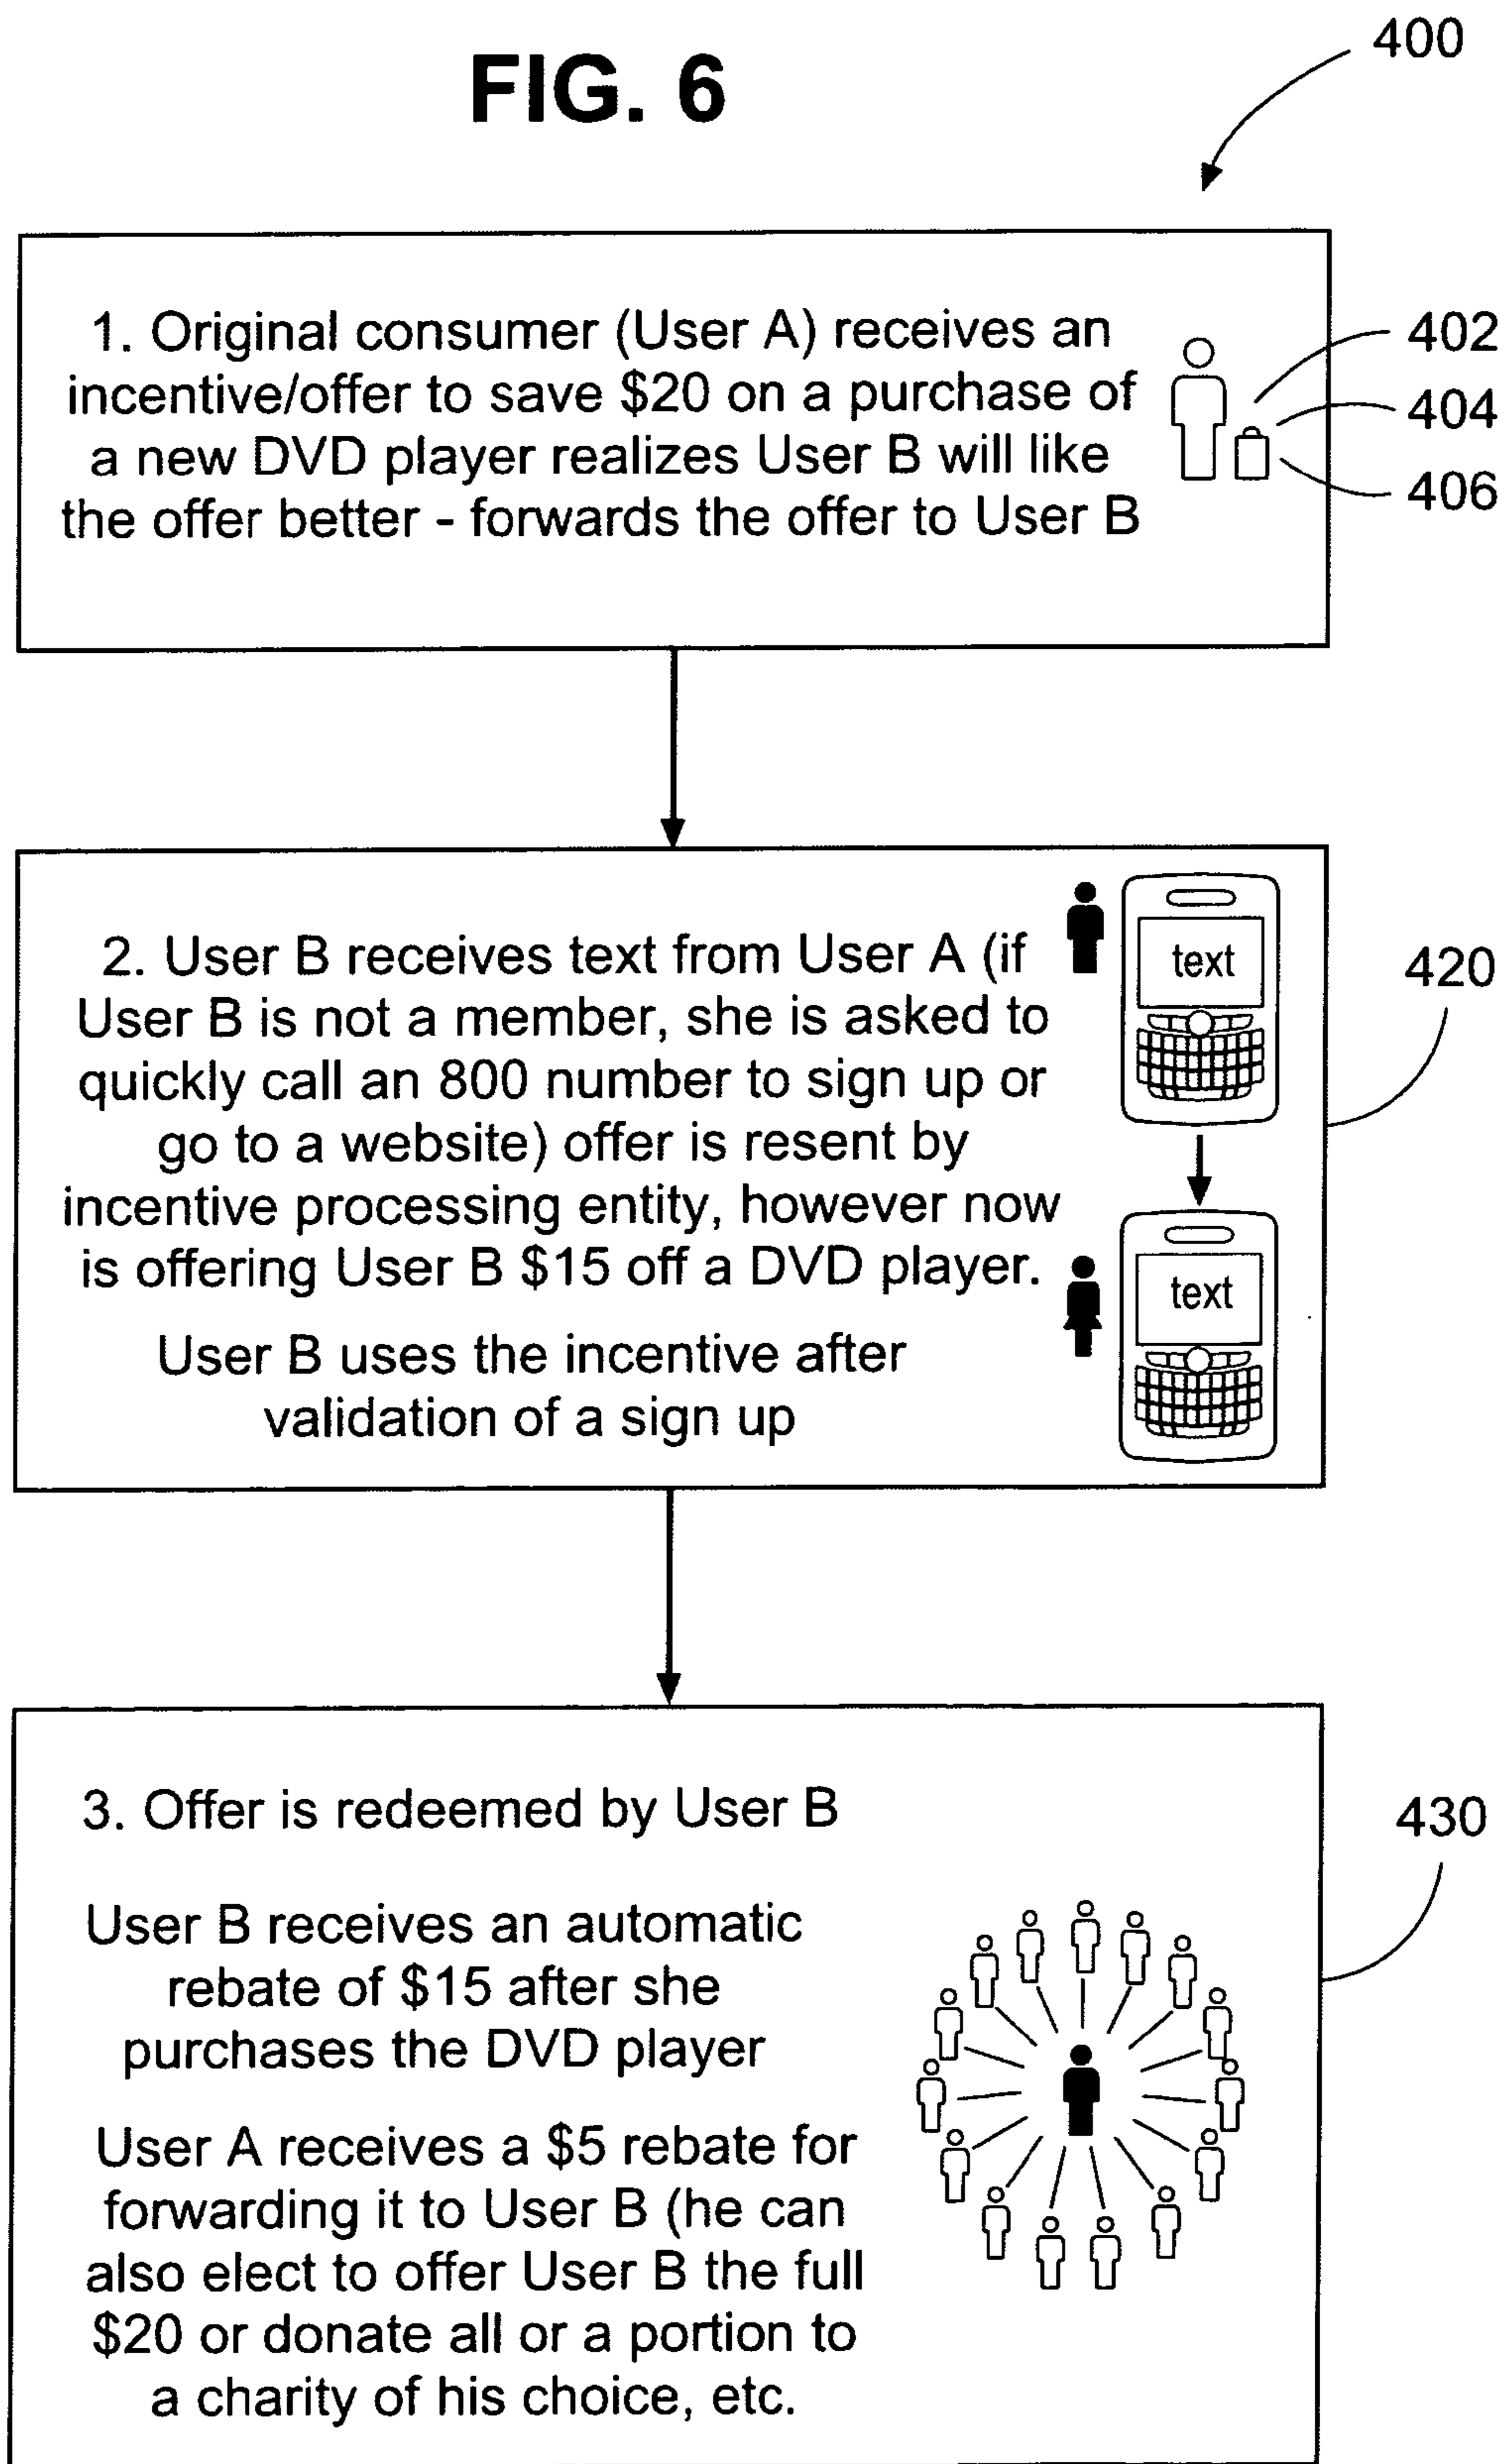 FIG. 6
400
1. Original consumer (User A) receives an
incentive/offer to save $20 on a purchase of
a new DVD player realizes User B will like
the offer better - forwards the offer to User B
402
404
406
2. User B receives text from User A (if
User B is not a member, she is asked to
quickly call an 800 number to sign up or
go to a website) offer is resent by
incentive processing entity, however now
is offering User B $15 off a DVD player.
User B uses the incentive after
validation of a sign up
text
text
420
3. Offer is redeemed by User B
User B receives an automatic
rebate of $15 after she
purchases the DVD player
User A receives a $5 rebate for
forwarding it to User B (he can
also elect to offer User B the full
$20 or donate all or a portion to
a charity of his choice, etc.
430